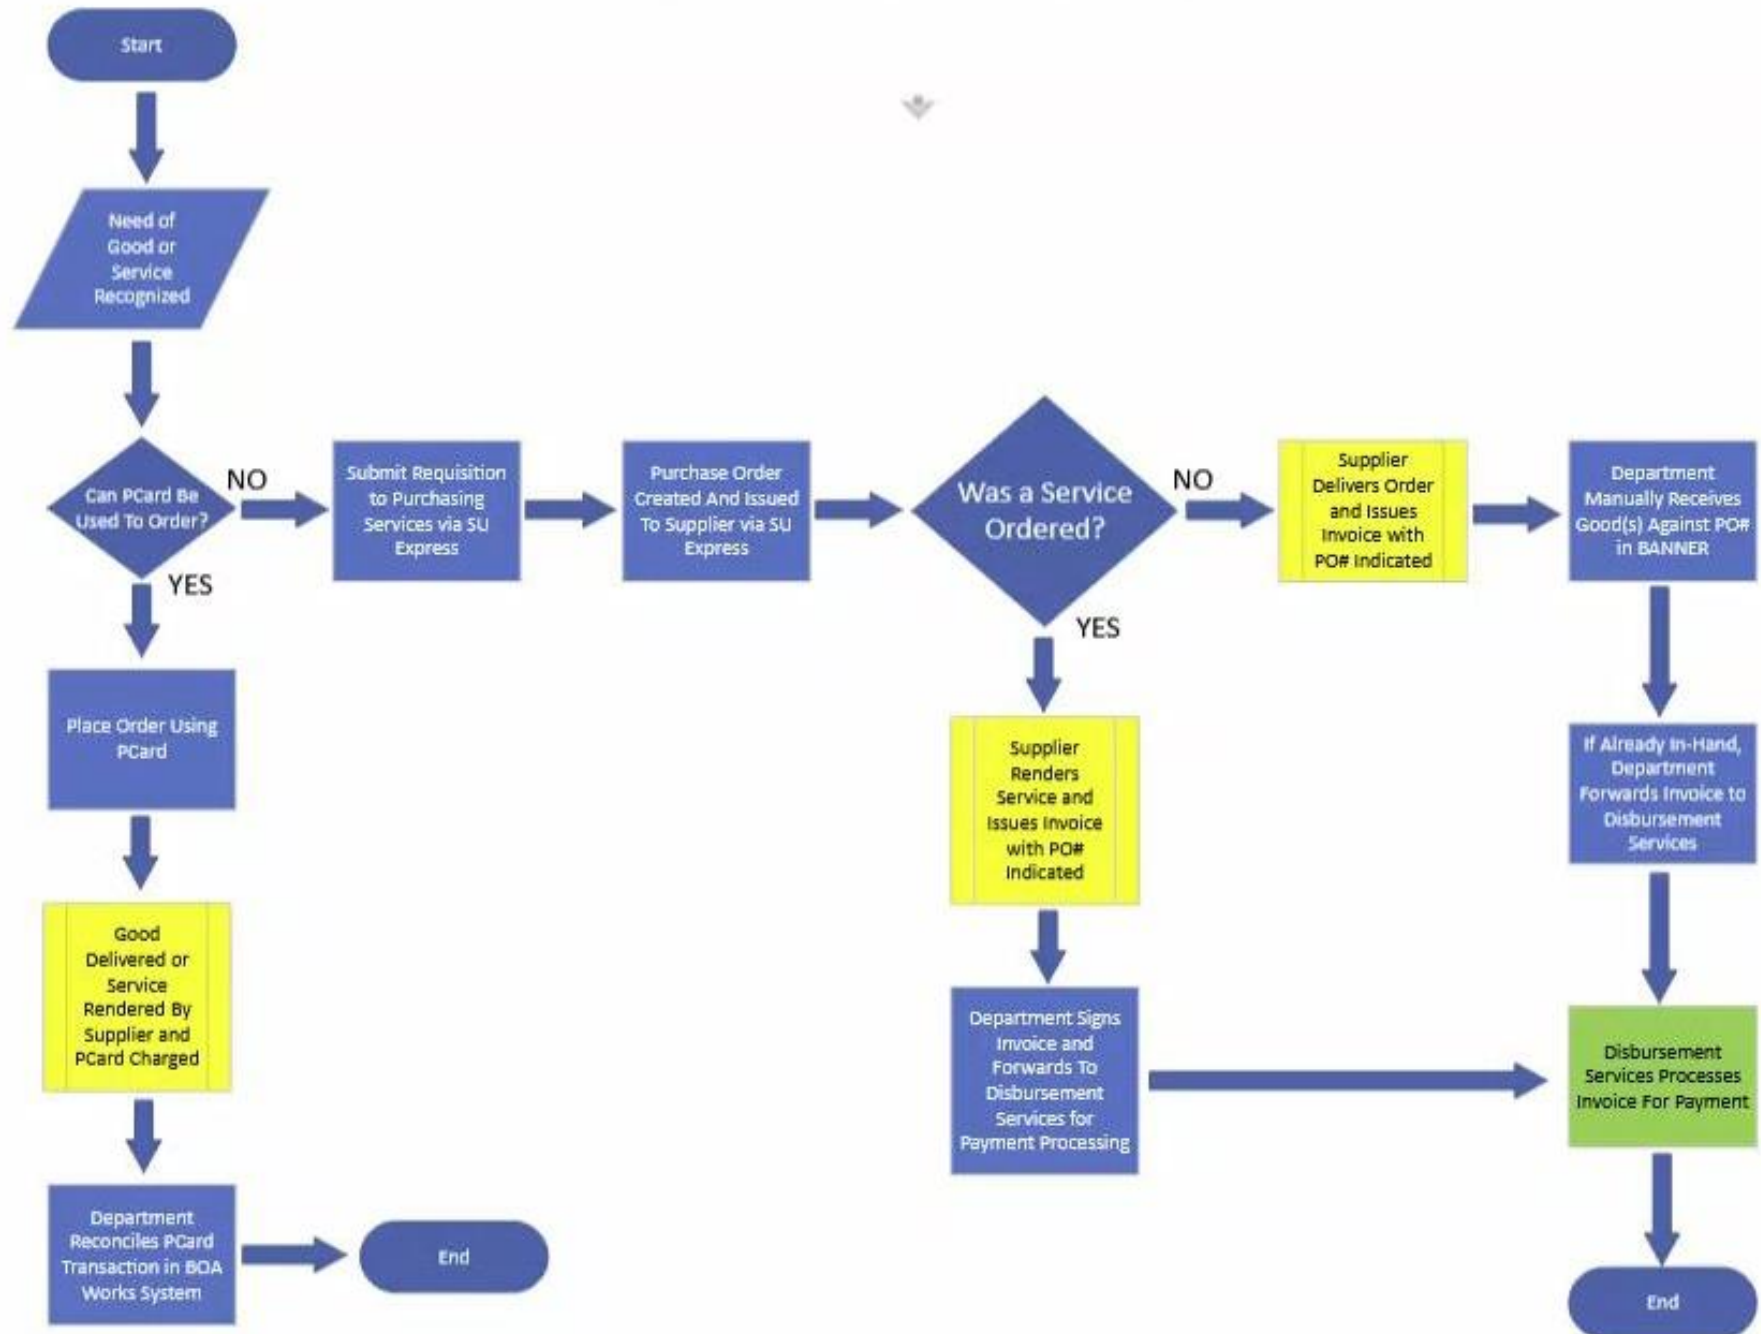 Start
Need of
Good or
Service
Recognized
Can PCard Be
Used To Order?
NO
YES
Submit Requisition
to Purchasing
Services via SU
Express
Purchase Order
Created And Issued
To Supplier via SU
Express
Was a Service
Ordered?
NO
YES
Supplier
Delivers Order
and Issues
Invoice with
PO# Indicated
Department
Manually Receives
Good(s) Against PO#
in BANNER
Place Order Using
PCard
Supplier
Renders
Service and
Issues Invoice
with PO#
Indicated
If Already In-Hand,
Department
Forwards Invoice to
Disbursement
Services
Good
Delivered or
Service
Rendered By
Supplier and
PCard Charged
Department Signs
Invoice and
Forwards To
Disbursement
Services for
Payment Processing
Disbursement
Services Processes
Invoice For Payment
Department
Reconciles PCard
Transaction in BOA
Works System
End
End